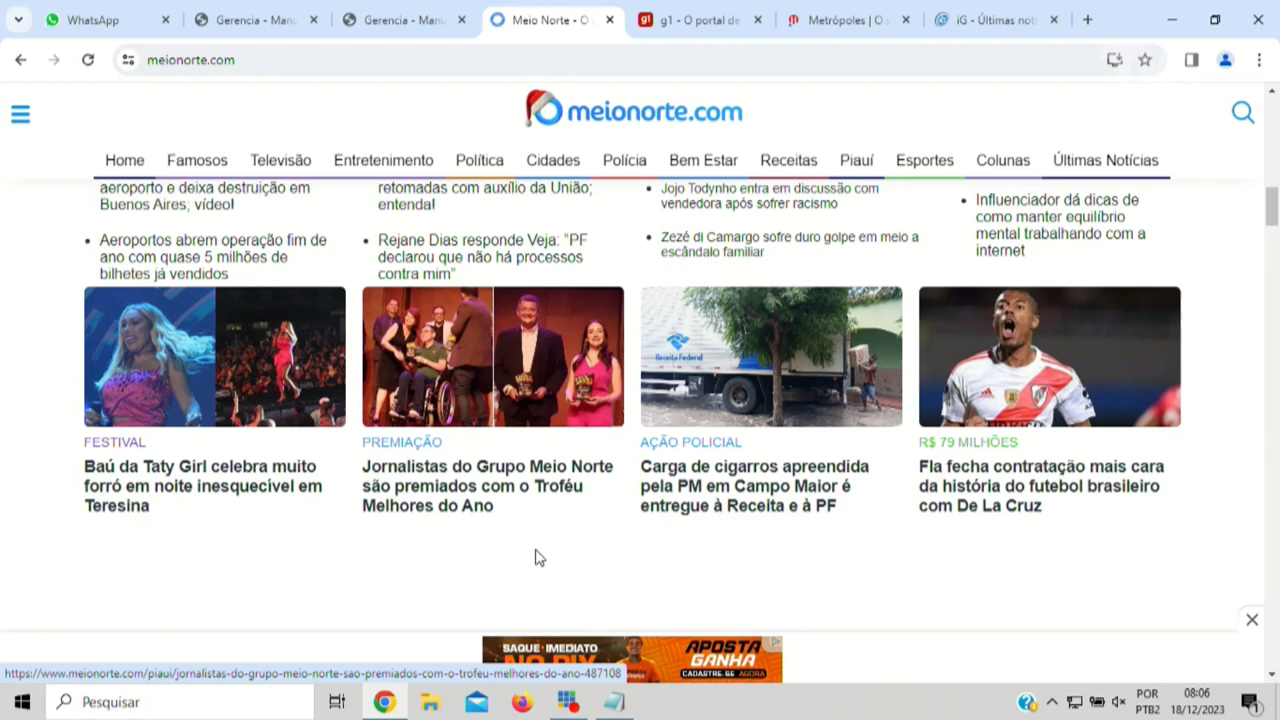 WhatsApp
Gerencia - Manu
Gerencia - Manu
Meio Norte - O
g1
g1 - O portal de
Metrópoles | O s
iG - Últimas not
meionorte.com
meionorte.com
Home Famosos Televisão Entretenimento Política Cidades Polícia Bem Estar Receitas Piauí Esportes Colunas Últimas Notícias
aeroporto e deixa destruição em
Buenos Aires; vídeo!
Aeroportos abrem operação fim de
ano com quase 5 milhões de
bilhetes já vendidos
retomadas com auxílio da União;
entenda!
Rejane Dias responde Veja: “PF
declarou que não há processos
contra mim”
Jojo Todynho entra em discussão com
vendedora após sofrer racismo
Zezé di Camargo sofre duro golpe em meio a
escândalo familiar
Influenciador dá dicas de
como manter equilíbrio
mental trabalhando com a
internet
Receita Federal
FESTIVAL
Baú da Taty Girl celebra muito
forró em noite inesquecível em
Teresina
PREMIAÇÃO
Jornalistas do Grupo Meio Norte
são premiados com o Troféu
Melhores do Ano
AÇÃO POLICIAL
Carga de cigarros apreendida
pela PM em Campo Maior é
entregue à Receita e à PF
R$ 79 MILHÕES
Fla fecha contratação mais cara
da história do futebol brasileiro
com De La Cruz
SAQUE IMEDIATO
NO PIX
APOSTA
GANHA
CADASTRE-SE AGORA
https://www.meionorte.com/piaui/jornalistas-do-grupo-meio-norte-sao-premiados-com-o-trofeu-melhores-do-ano-487108
Pesquisar
POR
PTB2
08:06
18/12/2023
1